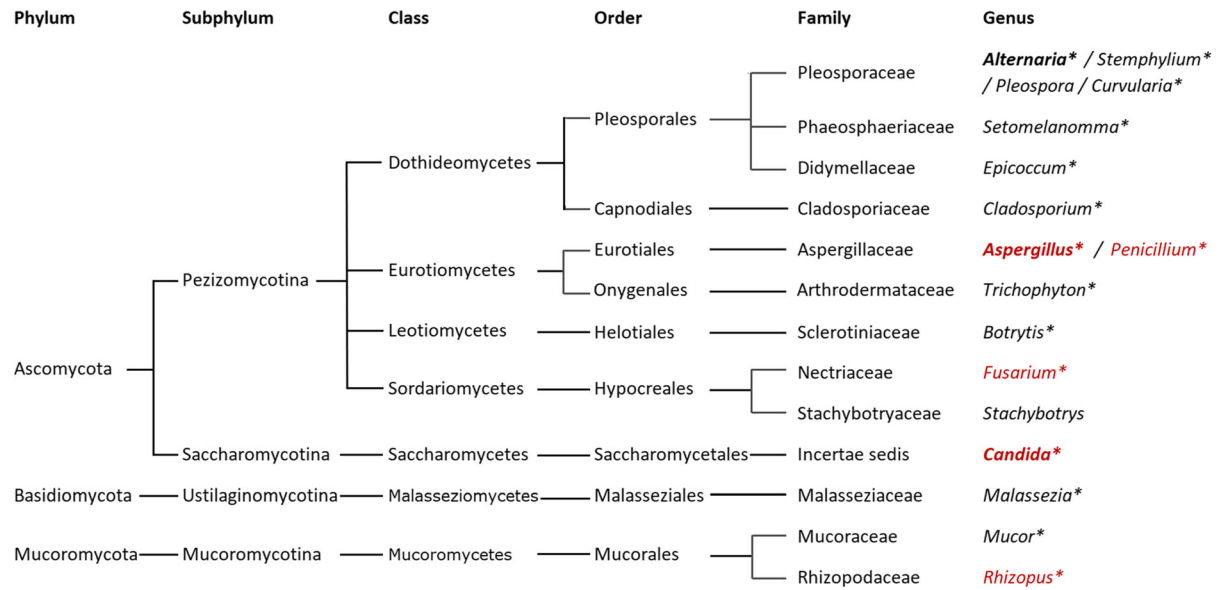 Phylum Subphylum Class Order Family Genus
Alternaria* / Stemphylium*
Pleosporaceae
/ Pleospora / Curvularia*
Pleosporales
Phaeosphaeriaceae Setomelanomma*
Dothideomycetes
Didymellaceae Epicoccum*
Capnodiales Cladosporiaceae Cladosporium*
Eurotiales Aspergillaceae Aspergillus* / Penicillium*
Pezizomycotina Eurotiomycetes
Onygenales Arthrodermataceae Trichophyton*
Leotiomycetes Helotiales Sclerotiniaceae Botrytis*
Ascomycota
Nectriaceae Fusarium*
Sordariomycetes Hypocreales
Stachybotryaceae Stachybotrys
Saccharomycotina Saccharomycetes Saccharomycetales Incertae sedis Candida*
Basidiomycota Ustilaginomycotina Malasseziomycetes Malasseziales Malasseziaceae Malassezia*
Mucoraceae Mucor*
Mucoromycota Mucoromycotina Mucoromycetes Mucorales
Rhizopodaceae Rhizopus*